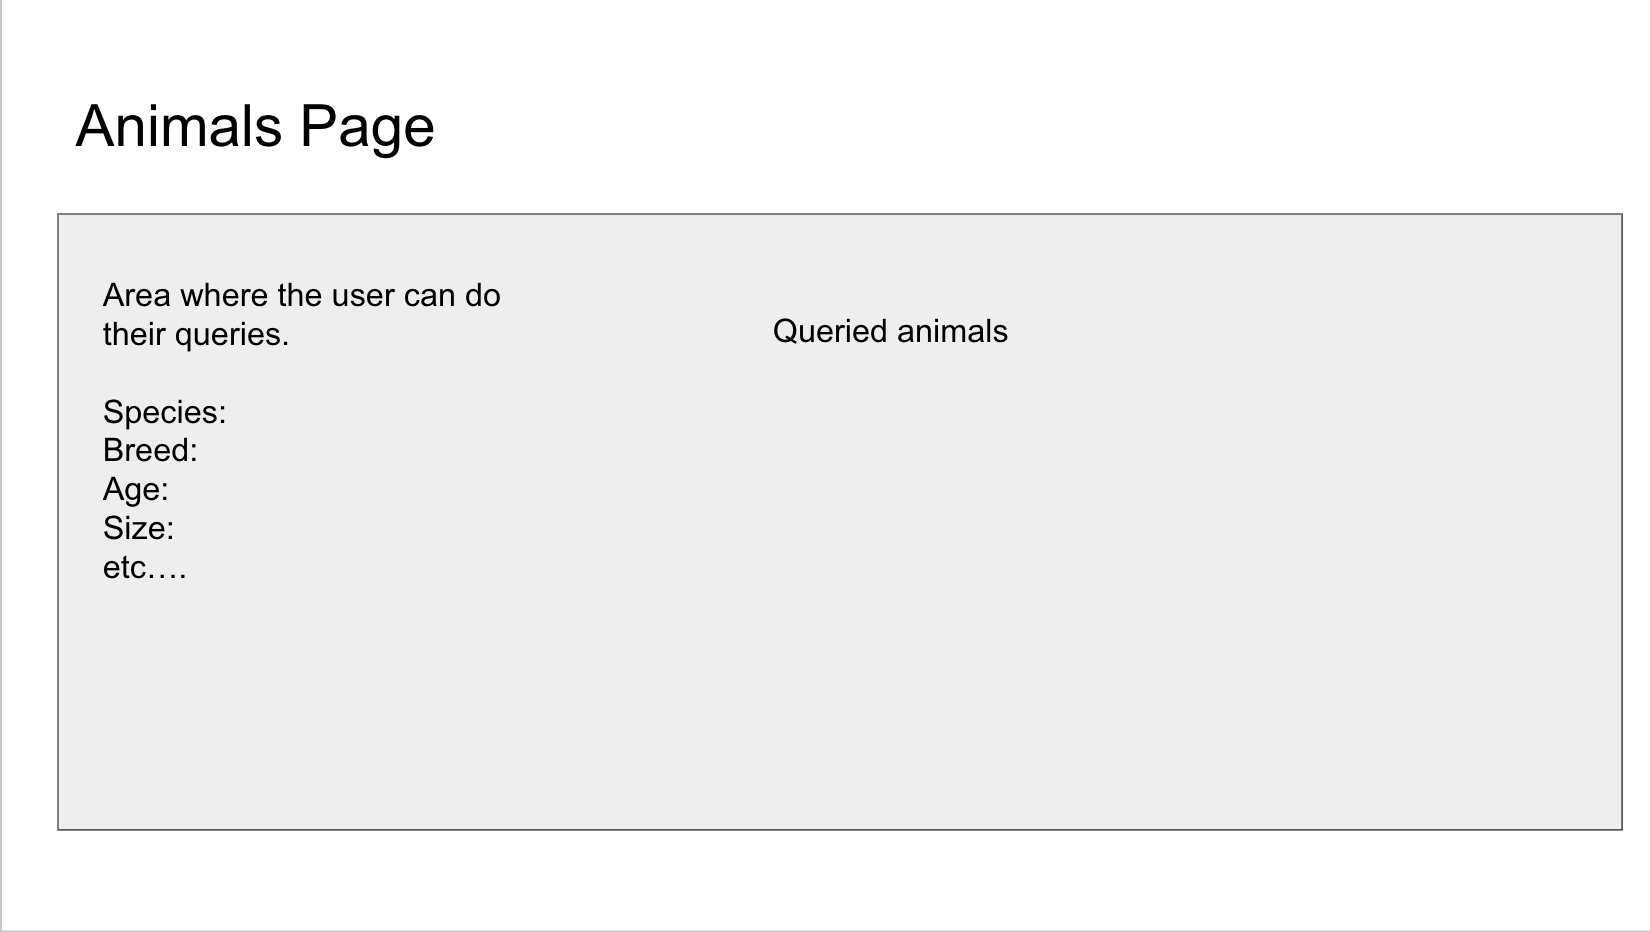 Animals Page
Area where the user can do
their queries.
Species:
Breed:
Age:
Size:
etc….
Queried animals